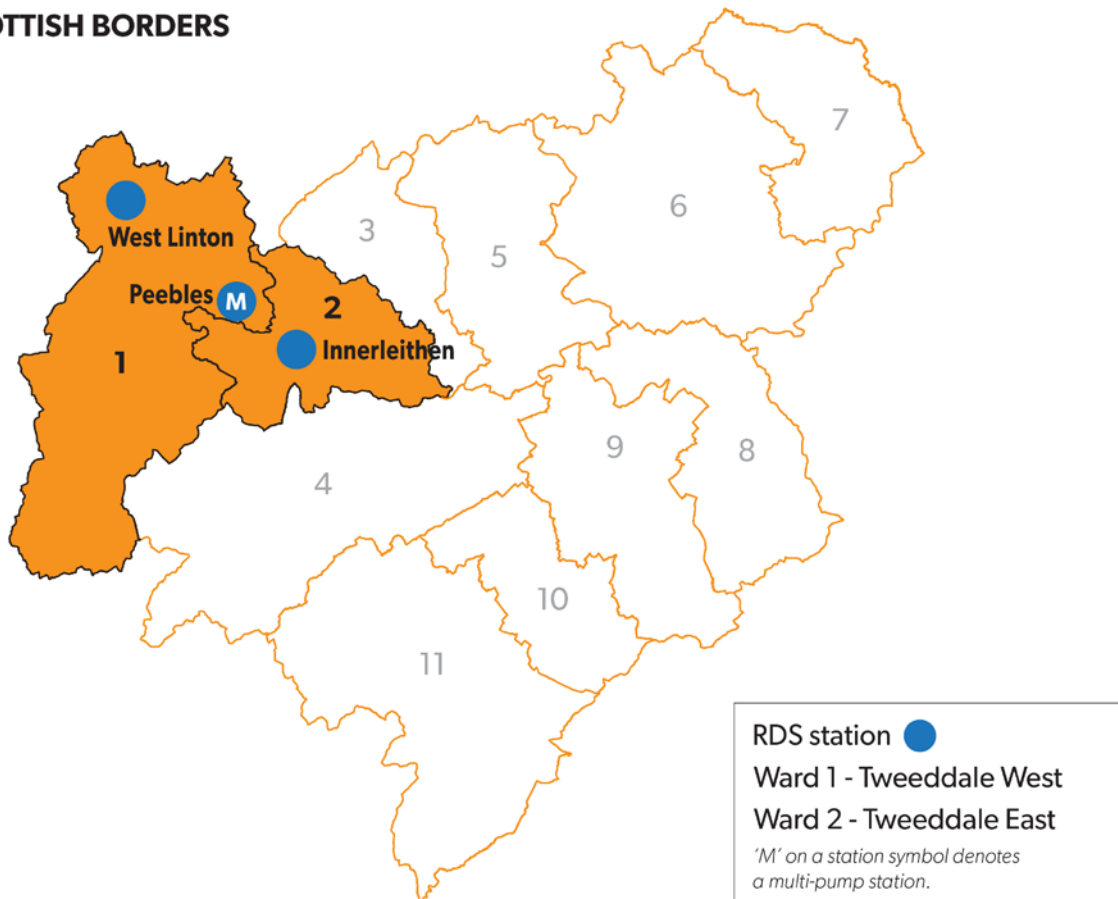 OTTISH BORDERS
7
6
3
5
West Linton
Peebles M
2
1
Innerleithen
9
8
4
10
11
RDS station
Ward 1 - Tweeddale West
Ward 2 - Tweeddale East
'M' on a station symbol denotes
a multi-pump station.